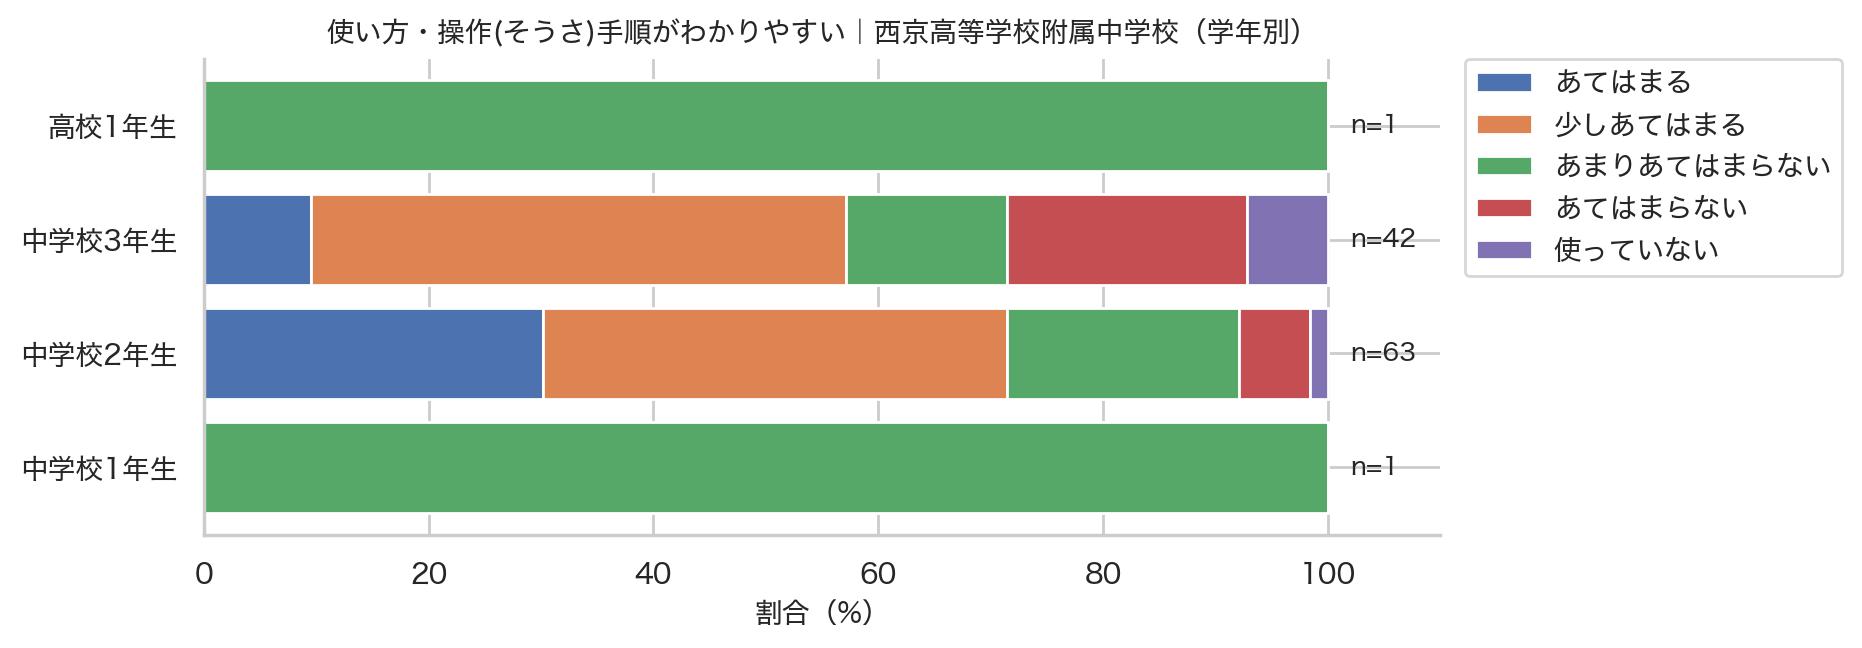 使い方・操作(そうさ)手順がわかりやすい｜西京高等学校附属中学校（学年別）
高校1年生
n=1
中学校3年生
n=42
中学校2年生
n=63
中学校1年生
n=1
0 20 40 60 80 100
割合（%）
あてはまる
少しあてはまる
あまりあてはまらない
あてはまらない
使っていない